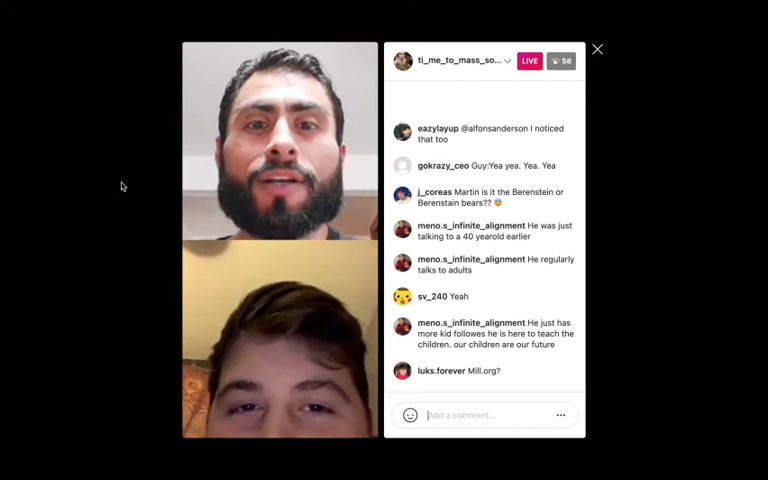 ti_me_to_mass_so...
LIVE
58
eazylayup @alfonsanderson I noticed
that too
gokrazy_ceo Guy:Yea yea. Yea. Yea
j_coreas Martin is it the Berenstein or
Berenstain bears?? 😰
meno.s_infinite_alignment He was just
talking to a 40 yearold earlier
meno.s_infinite_alignment He regularly
talks to adults
sv_240 Yeah
meno.s_infinite_alignment He just has
more kid followes he is here to teach the
children. our children are our future
luks.forever Mill.org?
Add a comment...